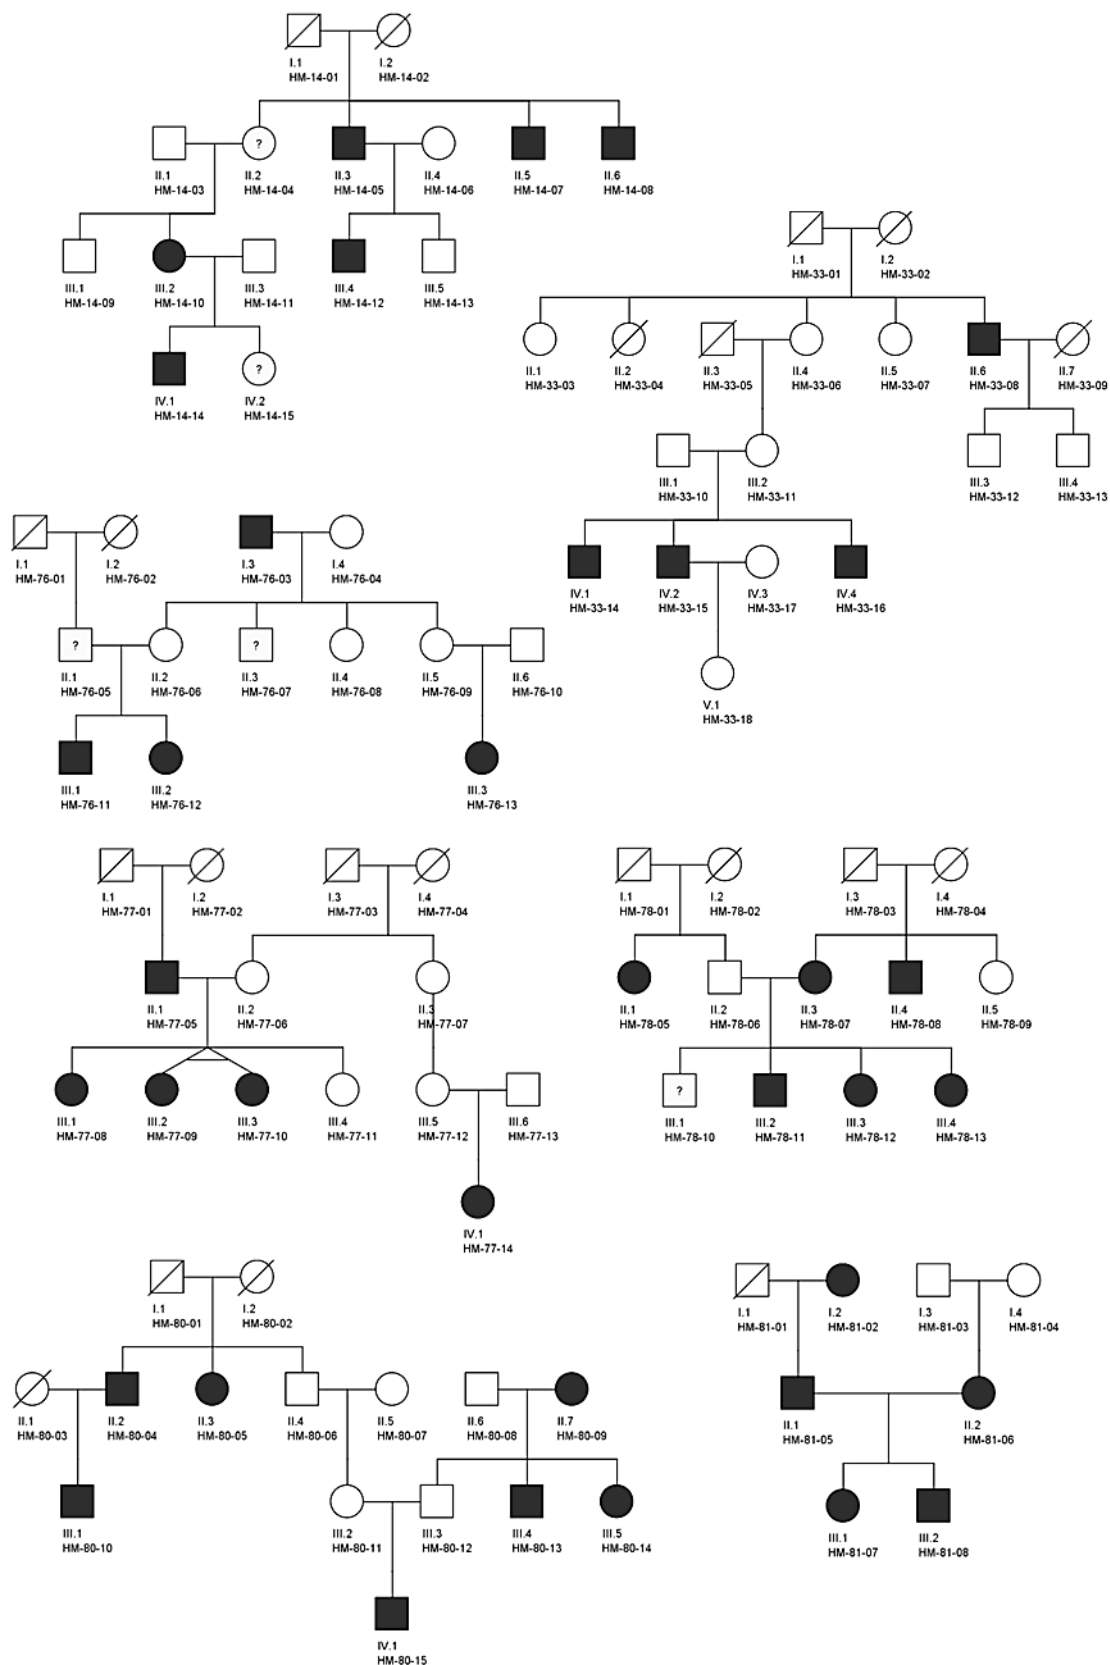 I.1
HM-14-01
I.2
HM-14-02
?
II.1
HM-14-03
II.2
HM-14-04
II.3
HM-14-05
II.4
HM-14-06
II.5
HM-14-07
II.6
HM-14-08
III.1
HM-14-09
III.2
HM-14-10
III.3
HM-14-11
III.4
HM-14-12
III.5
HM-14-13
?
IV.1
HM-14-14
IV.2
HM-14-15
I.1
HM-33-01
I.2
HM-33-02
II.1
HM-33-03
II.2
HM-33-04
II.3
HM-33-05
II.4
HM-33-06
II.5
HM-33-07
II.6
HM-33-08
II.7
HM-33-09
III.1
HM-33-10
III.2
HM-33-11
III.3
HM-33-12
III.4
HM-33-13
IV.1
HM-33-14
IV.2
HM-33-15
IV.3
HM-33-17
IV.4
HM-33-16
V.1
HM-33-18
I.1
HM-76-01
I.2
HM-76-02
I.3
HM-76-03
I.4
HM-76-04
?
?
II.1
HM-76-05
II.2
HM-76-06
II.3
HM-76-07
II.4
HM-76-08
II.5
HM-76-09
II.6
HM-76-10
III.1
HM-76-11
III.2
HM-76-12
III.3
HM-76-13
I.1
HM-77-01
I.2
HM-77-02
I.3
HM-77-03
I.4
HM-77-04
II.1
HM-77-05
II.2
HM-77-06
II.3
HM-77-07
III.1
HM-77-08
III.2
HM-77-09
III.3
HM-77-10
III.4
HM-77-11
III.5
HM-77-12
III.6
HM-77-13
IV.1
HM-77-14
I.1
HM-78-01
I.2
HM-78-02
I.3
HM-78-03
I.4
HM-78-04
II.1
HM-78-05
II.2
HM-78-06
II.3
HM-78-07
II.4
HM-78-08
II.5
HM-78-09
?
III.1
HM-78-10
III.2
HM-78-11
III.3
HM-78-12
III.4
HM-78-13
I.1
HM-80-01
I.2
HM-80-02
II.1
HM-80-03
II.2
HM-80-04
II.3
HM-80-05
II.4
HM-80-06
II.5
HM-80-07
II.6
HM-80-08
II.7
HM-80-09
III.1
HM-80-10
III.2
HM-80-11
III.3
HM-80-12
III.4
HM-80-13
III.5
HM-80-14
IV.1
HM-80-15
I.1
HM-81-01
I.2
HM-81-02
I.3
HM-81-03
I.4
HM-81-04
II.1
HM-81-05
II.2
HM-81-06
III.1
HM-81-07
III.2
HM-81-08